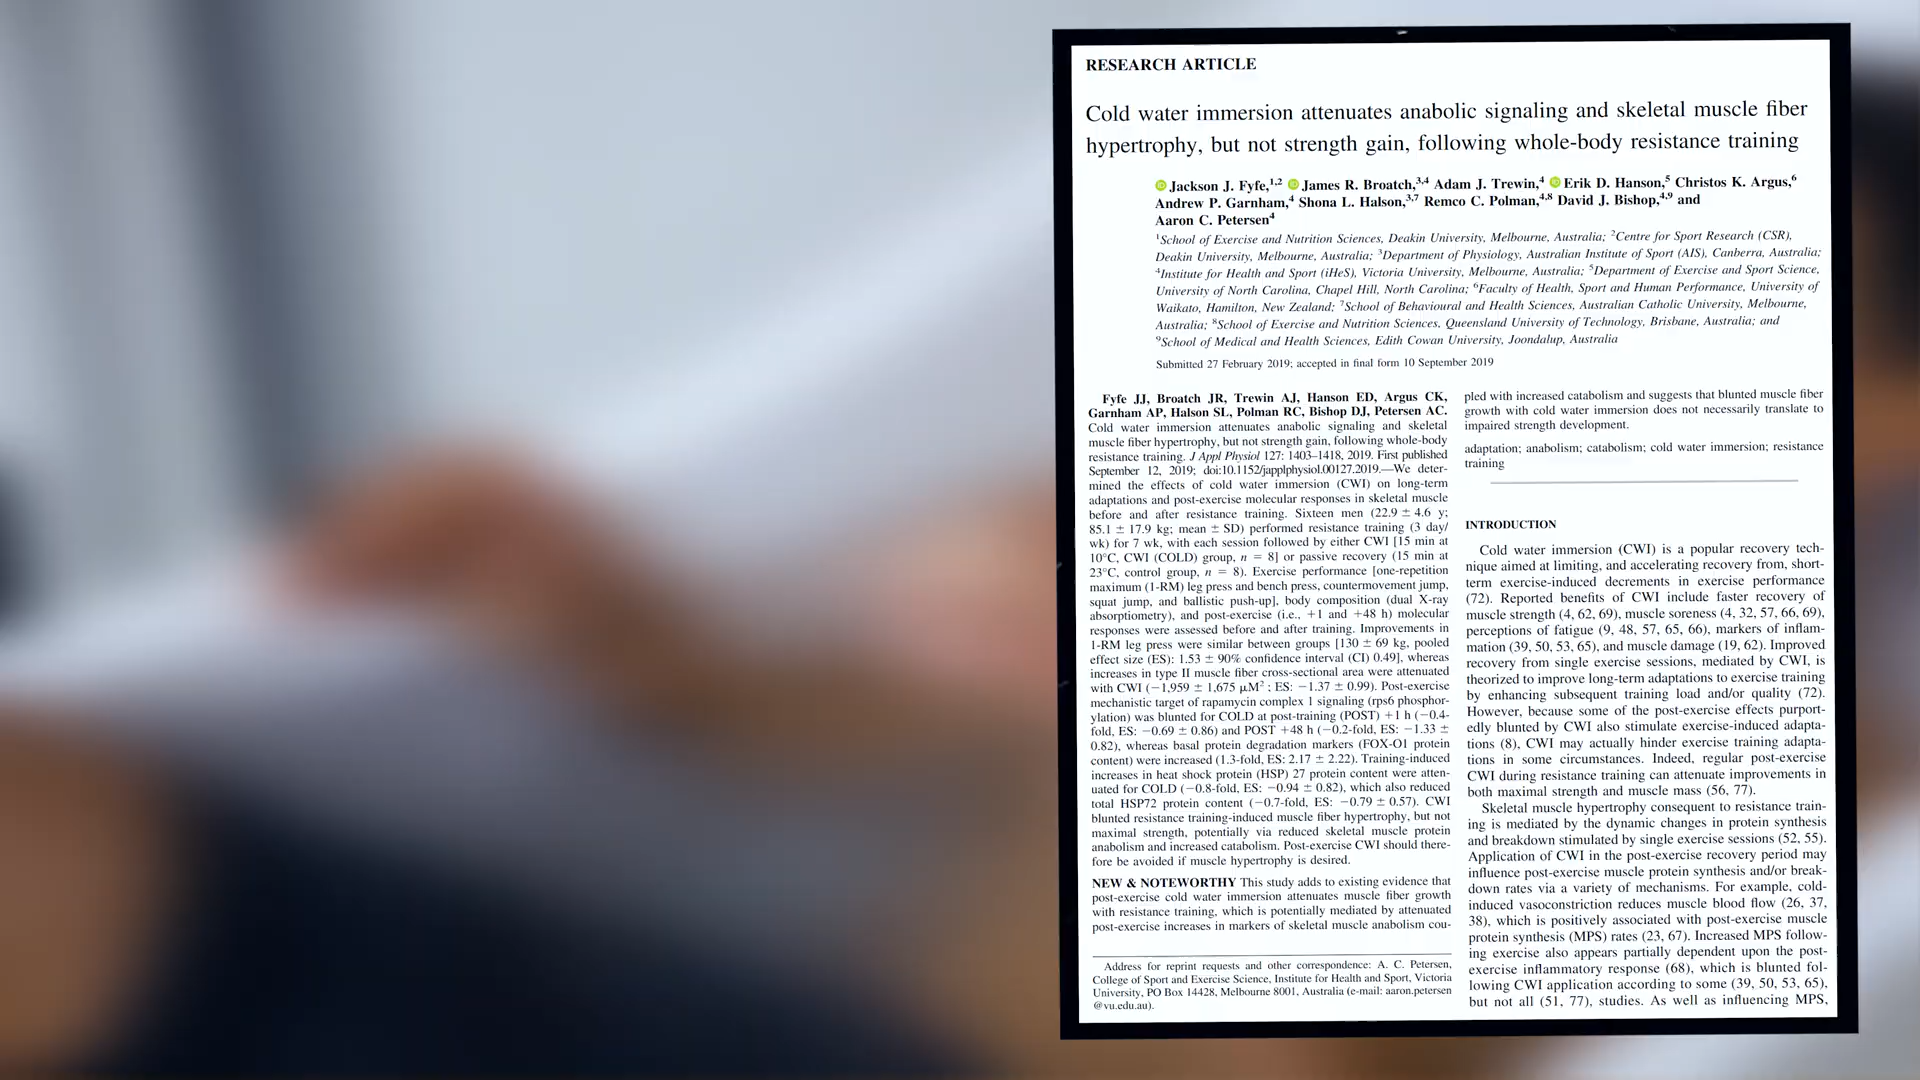 RESEARCH ARTICLE
Cold water immersion attenuates anabolic signaling and skeletal muscle fiber
hypertrophy, but not strength gain, following whole-body resistance training
Jackson J. Fyfe,1,2 James R. Broatch,3,4 Adam J. Trewin,4 Erik D. Hanson,5 Christos K. Argus,6
Andrew P. Garnham,4 Shona L. Halson,3,7 Remco C. Polman,4,8 David J. Bishop,4,9 and
Aaron C. Petersen4
1School of Exercise and Nutrition Sciences, Deakin University, Melbourne, Australia; 2Centre for Sport Research (CSR),
Deakin University, Melbourne, Australia; 3Department of Physiology, Australian Institute of Sport (AIS), Canberra, Australia;
4Institute for Health and Sport (iHeS), Victoria University, Melbourne, Australia; 5Department of Exercise and Sport Science,
University of North Carolina, Chapel Hill, North Carolina; 6Faculty of Health, Sport and Human Performance, University of
Waikato, Hamilton, New Zealand; 7School of Behavioural and Health Sciences, Australian Catholic University, Melbourne,
Australia; 8School of Exercise and Nutrition Sciences, Queensland University of Technology, Brisbane, Australia; and
9School of Medical and Health Sciences, Edith Cowan University, Joondalup, Australia
Submitted 27 February 2019; accepted in final form 10 September 2019
Fyfe JJ, Broatch JR, Trewin AJ, Hanson ED, Argus CK,
Garnham AP, Halson SL, Polman RC, Bishop DJ, Petersen AC.
Cold water immersion attenuates anabolic signaling and skeletal
muscle fiber hypertrophy, but not strength gain, following whole-body
resistance training. J Appl Physiol 127: 1403–1418, 2019. First published
September 12, 2019; doi:10.1152/japplphysiol.00127.2019.—We deter-
mined the effects of cold water immersion (CWI) on long-term
adaptations and post-exercise molecular responses in skeletal muscle
before and after resistance training. Sixteen men (22.9 ± 4.6 y;
85.1 ± 17.9 kg; mean ± SD) performed resistance training (3 day/
wk) for 7 wk, with each session followed by either CWI [15 min at
10°C, CWI (COLD) group, n = 8] or passive recovery (15 min at
23°C, control group, n = 8). Exercise performance [one-repetition
maximum (1-RM) leg press and bench press, countermovement jump,
squat jump, and ballistic push-up], body composition (dual X-ray
absorptiometry), and post-exercise (i.e., +1 and +48 h) molecular
responses were assessed before and after training. Improvements in
1-RM leg press were similar between groups [130 ± 69 kg, pooled
effect size (ES): 1.53 ± 90% confidence interval (CI) 0.49], whereas
increases in type II muscle fiber cross-sectional area were attenuated
with CWI (−1,959 ± 1,675 μM2 ; ES: −1.37 ± 0.99). Post-exercise
mechanistic target of rapamycin complex 1 signaling (rps6 phosphor-
ylation) was blunted for COLD at post-training (POST) +1 h (−0.4-
fold, ES: −0.69 ± 0.86) and POST +48 h (−0.2-fold, ES: −1.33 ±
0.82), whereas basal protein degradation markers (FOX-O1 protein
content) were increased (1.3-fold, ES: 2.17 ± 2.22). Training-induced
increases in heat shock protein (HSP) 27 protein content were atten-
uated for COLD (−0.8-fold, ES: −0.94 ± 0.82), which also reduced
total HSP72 protein content (−0.7-fold, ES: −0.79 ± 0.57). CWI
blunted resistance training-induced muscle fiber hypertrophy, but not
maximal strength, potentially via reduced skeletal muscle protein
anabolism and increased catabolism. Post-exercise CWI should there-
fore be avoided if muscle hypertrophy is desired.
NEW & NOTEWORTHY This study adds to existing evidence that
post-exercise cold water immersion attenuates muscle fiber growth
with resistance training, which is potentially mediated by attenuated
post-exercise increases in markers of skeletal muscle anabolism cou-
Address for reprint requests and other correspondence: A. C. Petersen,
College of Sport and Exercise Science, Institute for Health and Sport, Victoria
University, PO Box 14428, Melbourne 8001, Australia (e-mail: aaron.petersen
@vu.edu.au).
pled with increased catabolism and suggests that blunted muscle fiber
growth with cold water immersion does not necessarily translate to
impaired strength development.
adaptation; anabolism; catabolism; cold water immersion; resistance
training
INTRODUCTION
Cold water immersion (CWI) is a popular recovery tech-
nique aimed at limiting, and accelerating recovery from, short-
term exercise-induced decrements in exercise performance
(72). Reported benefits of CWI include faster recovery of
muscle strength (4, 62, 69), muscle soreness (4, 32, 57, 66, 69),
perceptions of fatigue (9, 48, 57, 65, 66), markers of inflam-
mation (39, 50, 53, 65), and muscle damage (19, 62). Improved
recovery from single exercise sessions, mediated by CWI, is
theorized to improve long-term adaptations to exercise training
by enhancing subsequent training load and/or quality (72).
However, because some of the post-exercise effects purport-
edly blunted by CWI also stimulate exercise-induced adapta-
tions (8), CWI may actually hinder exercise training adapta-
tions in some circumstances. Indeed, regular post-exercise
CWI during resistance training can attenuate improvements in
both maximal strength and muscle mass (56, 77).
Skeletal muscle hypertrophy consequent to resistance train-
ing is mediated by the dynamic changes in protein synthesis
and breakdown stimulated by single exercise sessions (52, 55).
Application of CWI in the post-exercise recovery period may
influence post-exercise muscle protein synthesis and/or break-
down rates via a variety of mechanisms. For example, cold-
induced vasoconstriction reduces muscle blood flow (26, 37,
38), which is positively associated with post-exercise muscle
protein synthesis (MPS) rates (23, 67). Increased MPS follow-
ing exercise also appears partially dependent upon the post-
exercise inflammatory response (68), which is blunted fol-
lowing CWI application according to some (39, 50, 53, 65),
but not all (51, 77), studies. As well as influencing MPS,